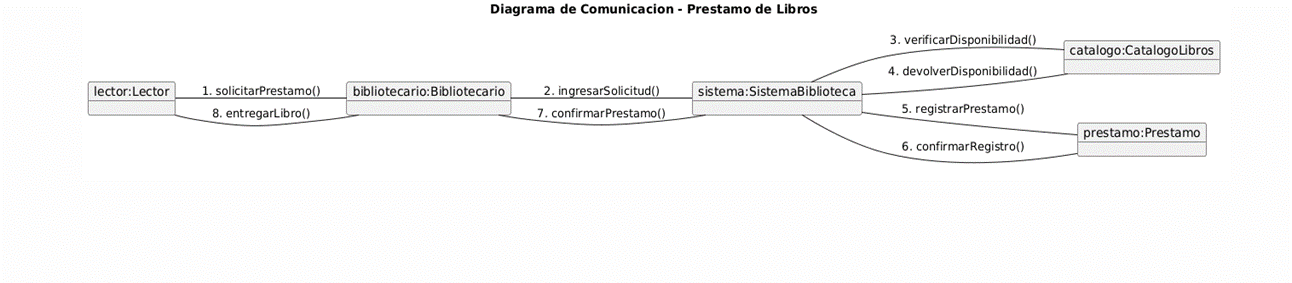 Diagrama de Comunicacion - Prestamo de Libros
3. verificarDisponibilidad()
catalogo:CatalogoLibros
4. devolverDisponibilidad()
lector:Lector
1. solicitarPrestamo()
bibliotecario:Bibliotecario
2. ingresarSolicitud()
sistema:SistemaBiblioteca
8. entregarLibro()
7. confirmarPrestamo()
5. registrarPrestamo()
prestamo:Prestamo
6. confirmarRegistro()